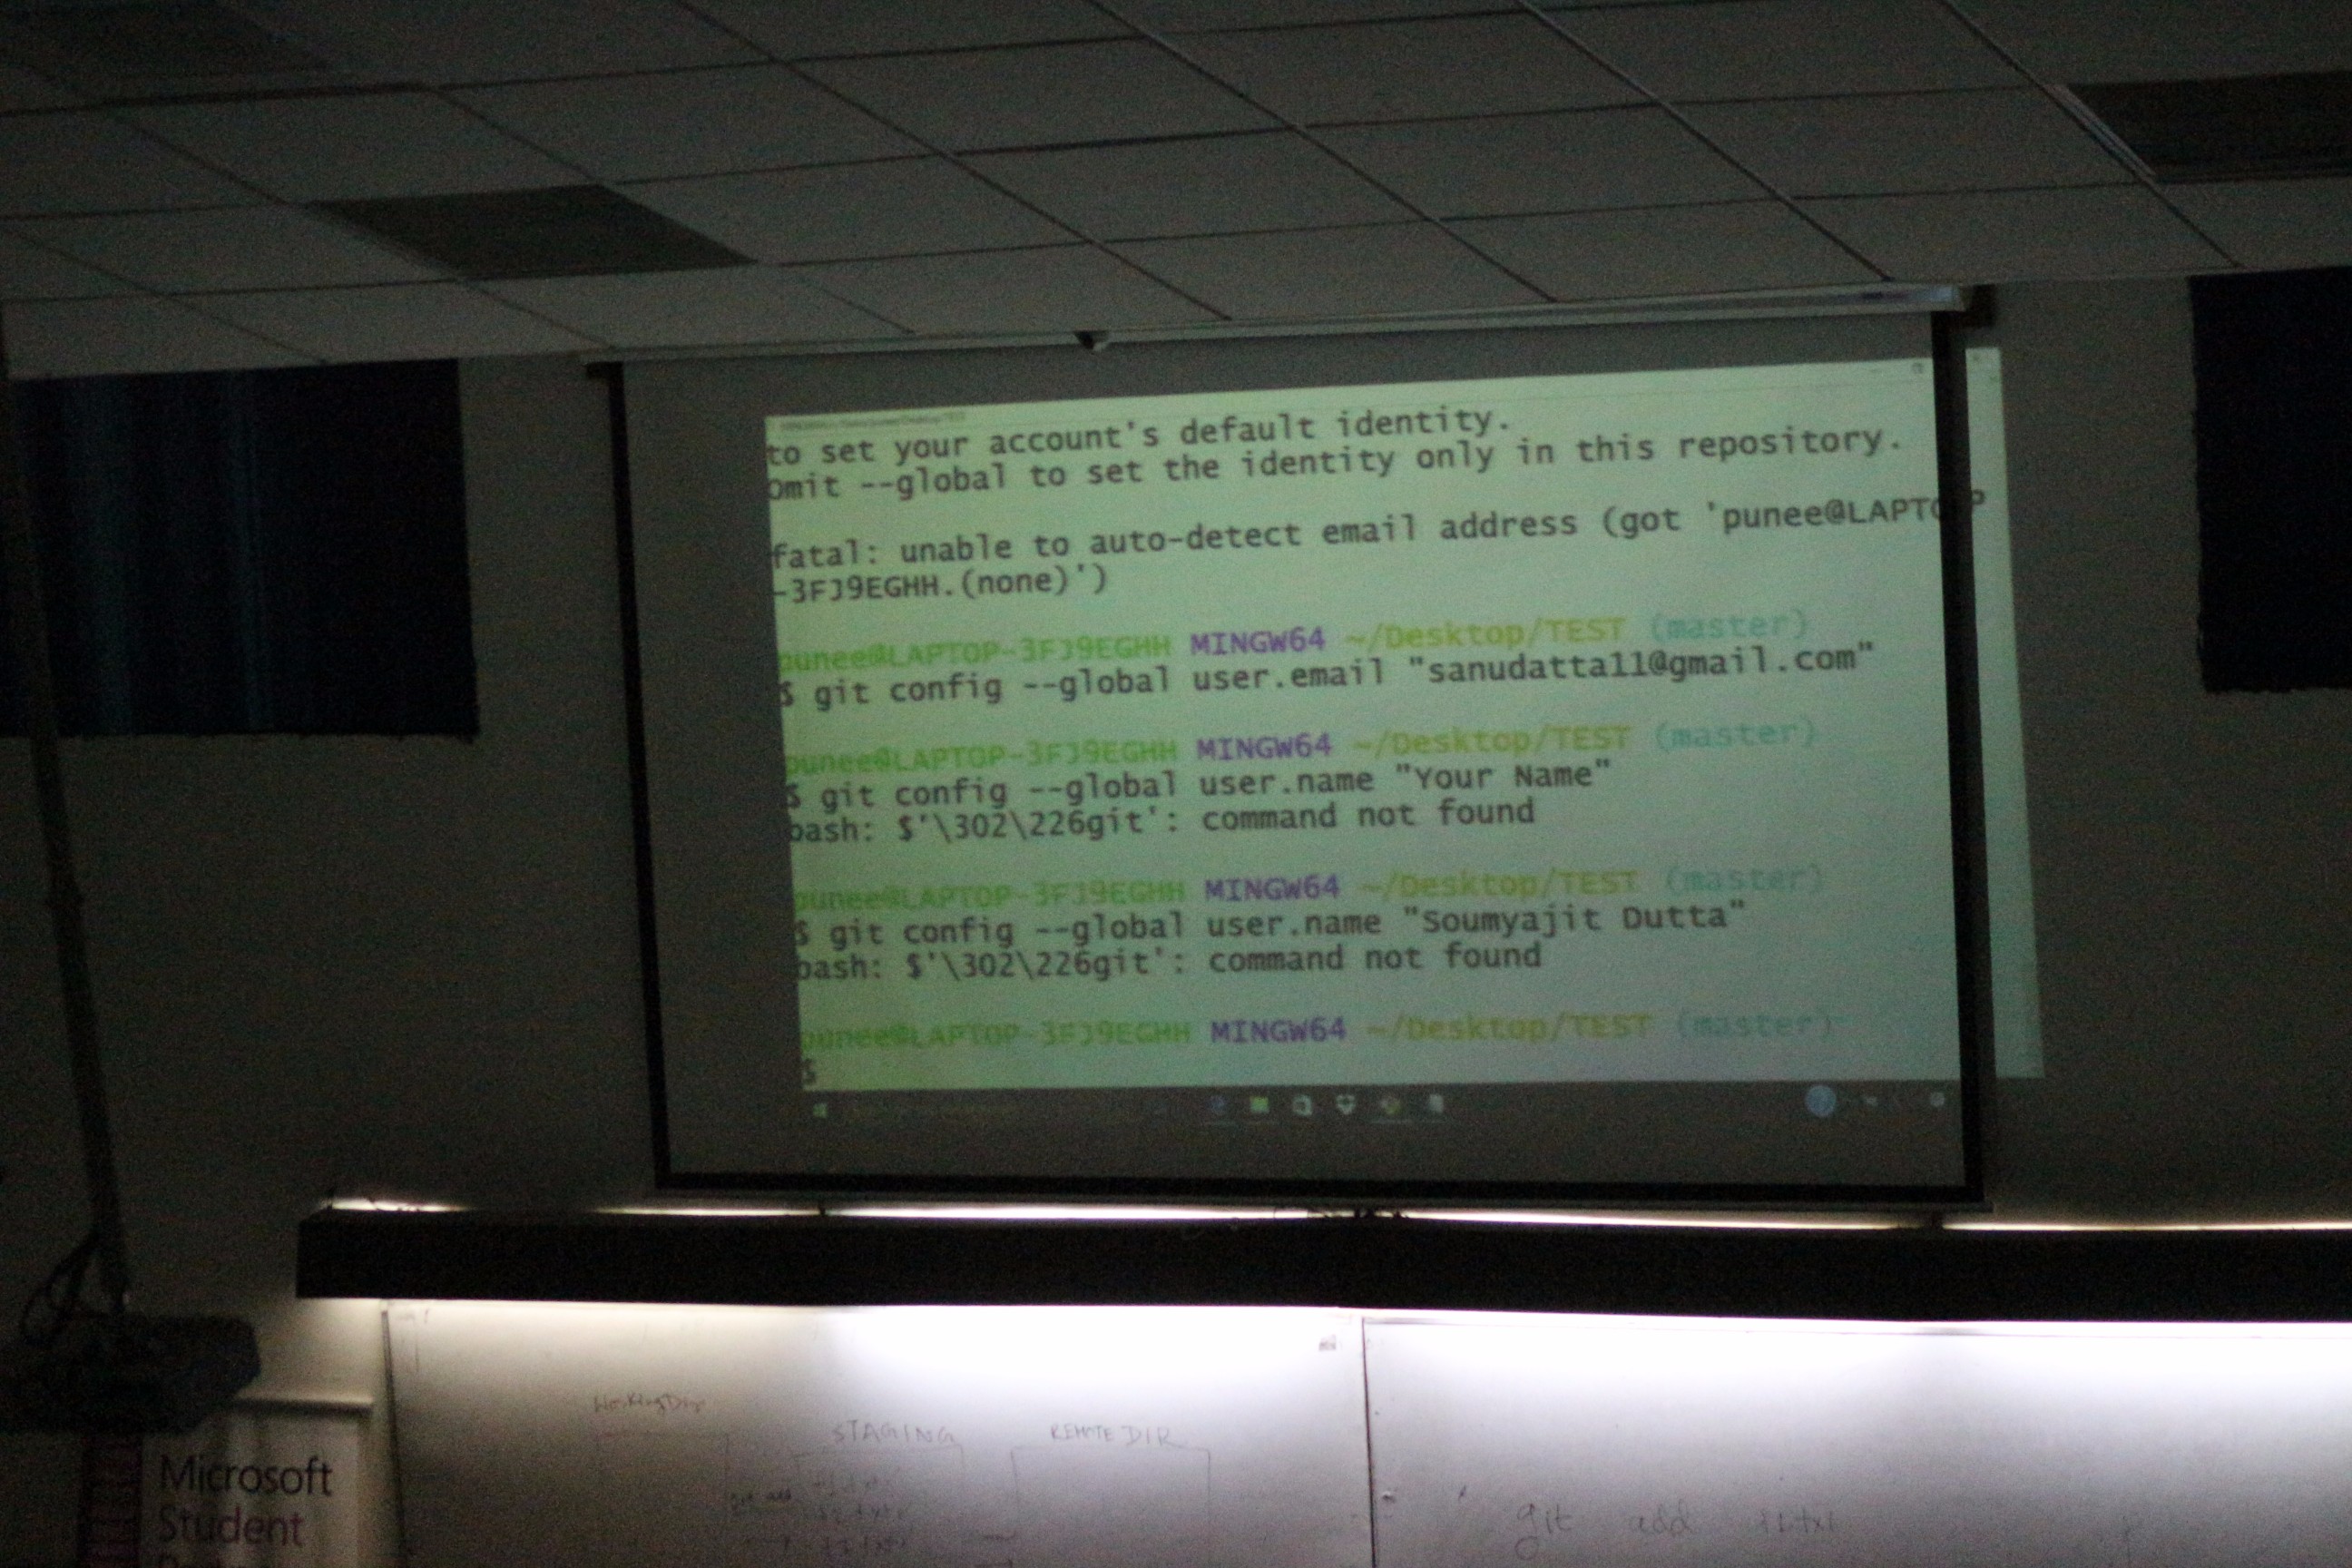 to set your account's default identity.
Omit --global to set the identity only in this repository.
fatal: unable to auto-detect email address (got 'punee@LAPTOP
-3FJ9EGHH.(none)')
punee@LAPTOP-3FJ9EGHH MINGW64 ~/Desktop/TEST (master)
$ git config --global user.email "sanudatta11@gmail.com"
punee@LAPTOP-3FJ9EGHH MINGW64 ~/Desktop/TEST (master)
$ git config --global user.name "Your Name"
bash: $'\302\226git': command not found
punee@LAPTOP-3FJ9EGHH MINGW64 ~/Desktop/TEST (master)
$ git config --global user.name "Soumyajit Dutta"
bash: $'\302\226git': command not found
punee@LAPTOP-3FJ9EGHH MINGW64 ~/Desktop/TEST (master)
$
Working Dir
STAGING
REMOTE DIR
git add
Microsoft
Student
git add